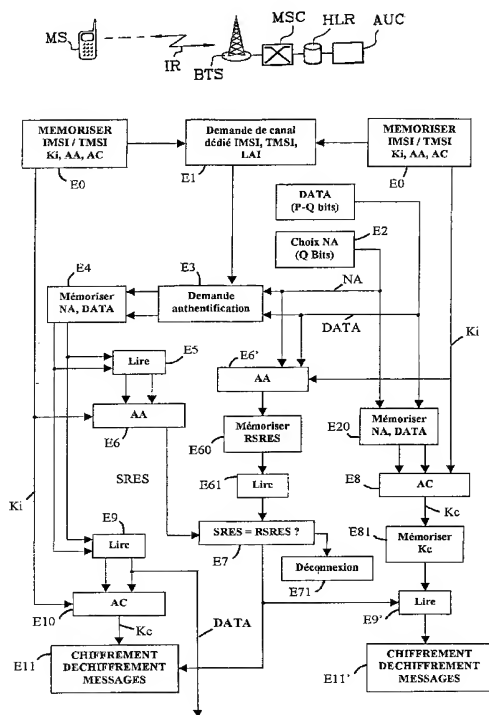 MS
IR
BTS
MSC
HLR
AUC
MEMORISER
IMSI / TMSI
Ki, AA, AC
E0
Demande de canal
dédié IMSI, TMSI,
LAI
E1
MEMORISER
IMSI / TMSI
Ki, AA, AC
E0
DATA
(P-Q bits)
Choix NA
(Q Bits)
E2
E4
Mémoriser
NA, DATA
E3
Demande
authentification
NA
DATA
Ki
Lire
E5
E6'
AA
AA
E6
Mémoriser
RSRES
E60
E20
Mémoriser
NA, DATA
SRES
E61
Lire
E8
AC
Kc
Ki
E9
Lire
SRES = RSRES ?
E7
E81
Mémoriser
Kc
Déconnexion
E71
AC
E10
Kc
DATA
Lire
E9'
E11
CHIFFREMENT
DECHIFFREMENT
MESSAGES
CHIFFREMENT
DECHIFFREMENT
MESSAGES
E11'